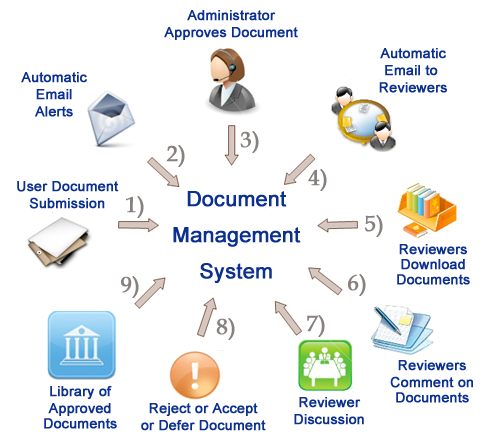 Administrator
Approves Document
Automatic
Email
Alerts
Automatic
Email to
Reviewers
2)
3)
4)
User Document
Submission
1)
Document
Management
System
5)
Reviewers
Download
Documents
9)
8)
7)
6)
Library of
Approved
Documents
Reject or Accept
or Defer Document
Reviewer
Discussion
Reviewers
Comment on
Documents